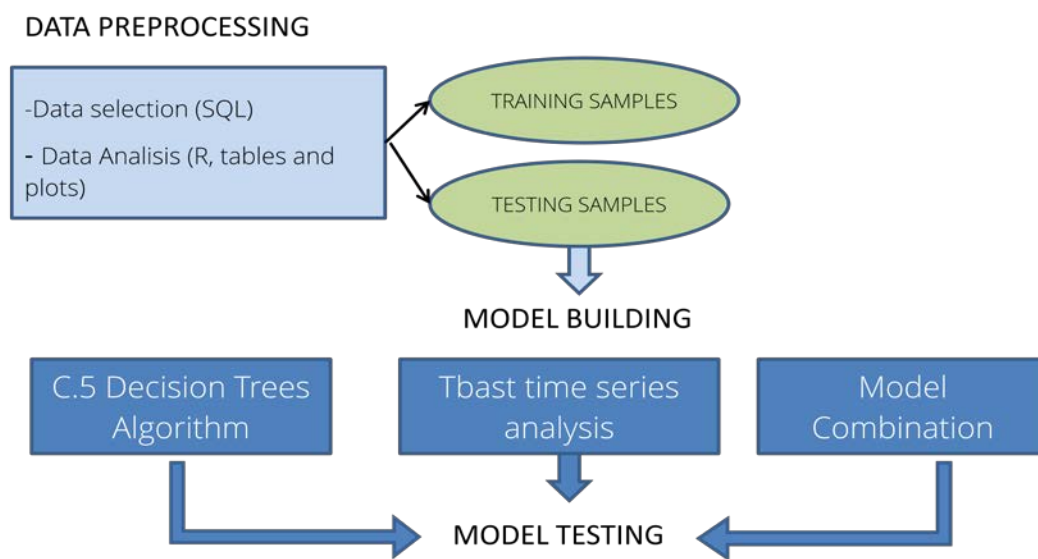 DATA PREPROCESSING
-Data selection (SQL)
- Data Analisis (R, tables and
plots)
TRAINING SAMPLES
TESTING SAMPLES
MODEL BUILDING
C.5 Decision Trees
Algorithm
Tbast time series
analysis
Model
Combination
MODEL TESTING